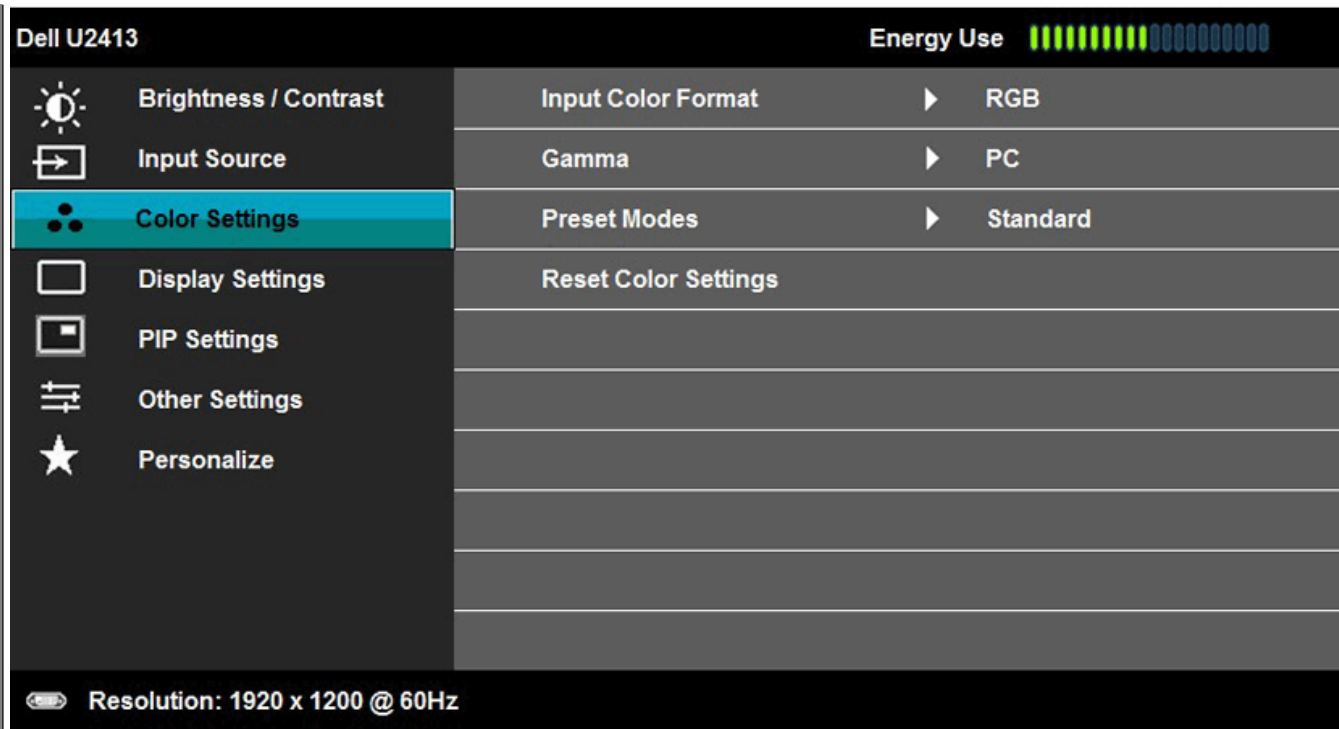 Dell U2413 Energy Use
Brightness / Contrast
Input Color Format RGB
Input Source
Gamma PC
Color Settings
Preset Modes Standard
Display Settings
Reset Color Settings
PIP Settings
Other Settings
Personalize
Resolution: 1920 x 1200 @ 60Hz